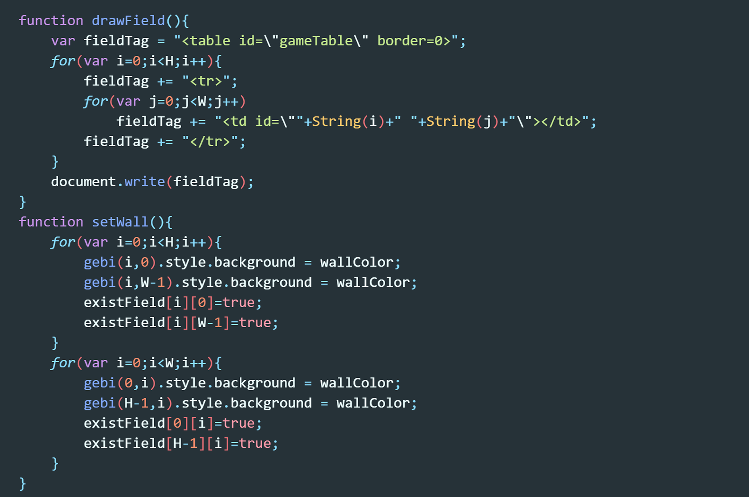 function drawField(){
    var fieldTag = "<table id=\"gameTable\" border=0>";
    for(var i=0;i<H;i++){
        fieldTag += "<tr>";
        for(var j=0;j<W;j++)
            fieldTag += "<td id=\""+String(i)+" "+String(j)+"\"></td>";
        fieldTag += "</tr>";
    }
    document.write(fieldTag);
}
function setWall(){
    for(var i=0;i<H;i++){
        gebi(i,0).style.background = wallColor;
        gebi(i,W-1).style.background = wallColor;
        existField[i][0]=true;
        existField[i][W-1]=true;
    }
    for(var i=0;i<W;i++){
        gebi(0,i).style.background = wallColor;
        gebi(H-1,i).style.background = wallColor;
        existField[0][i]=true;
        existField[H-1][i]=true;
    }
}